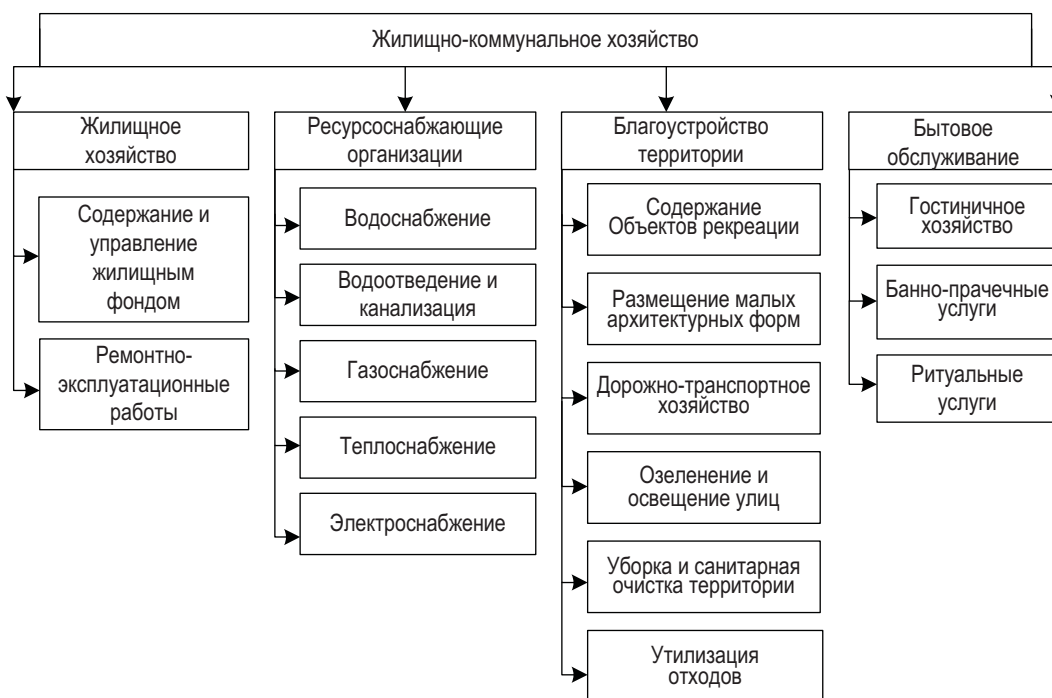 Жилищно-коммунальное хозяйство
Жилищное
хозяйство
Содержание и
управление
жилищным
фондом
Ремонтно-
эксплуатационные
работы
Ресурсоснабжающие
организации
Водоснабжение
Водоотведение и
канализация
Газоснабжение
Теплоснабжение
Электроснабжение
Благоустройство
территории
Содержание
Объектов рекреации
Размещение малых
архитектурных форм
Дорожно-транспортное
хозяйство
Озеленение и
освещение улиц
Уборка и санитарная
очистка территории
Утилизация
отходов
Бытовое
обслуживание
Гостиничное
хозяйство
Банно-прачечные
услуги
Ритуальные
услуги